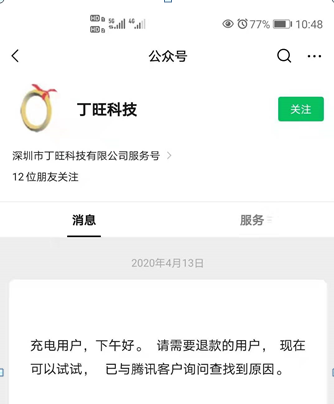 HD 5G 4G 77% 10:48
HD
公众号
丁旺科技
关注
深圳市丁旺科技有限公司服务号
12位朋友关注
消息 服务
2020年4月13日
充电用户，下午好。 请需要退款的用户， 现在
可以试试， 已与腾讯客户询问查找到原因。